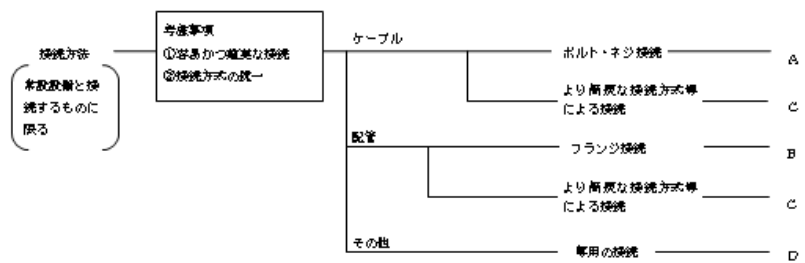 接続方法
常設設備と接
続するものに
限る
考慮事項
①容易かつ確実な接続
②接続方式の統一
ケーブル
ボルト・ネジ接続
A
より簡便な接続方式等
による接続
C
配管
フランジ接続
B
より簡便な接続方式等
による接続
C
その他
専用の接続
D